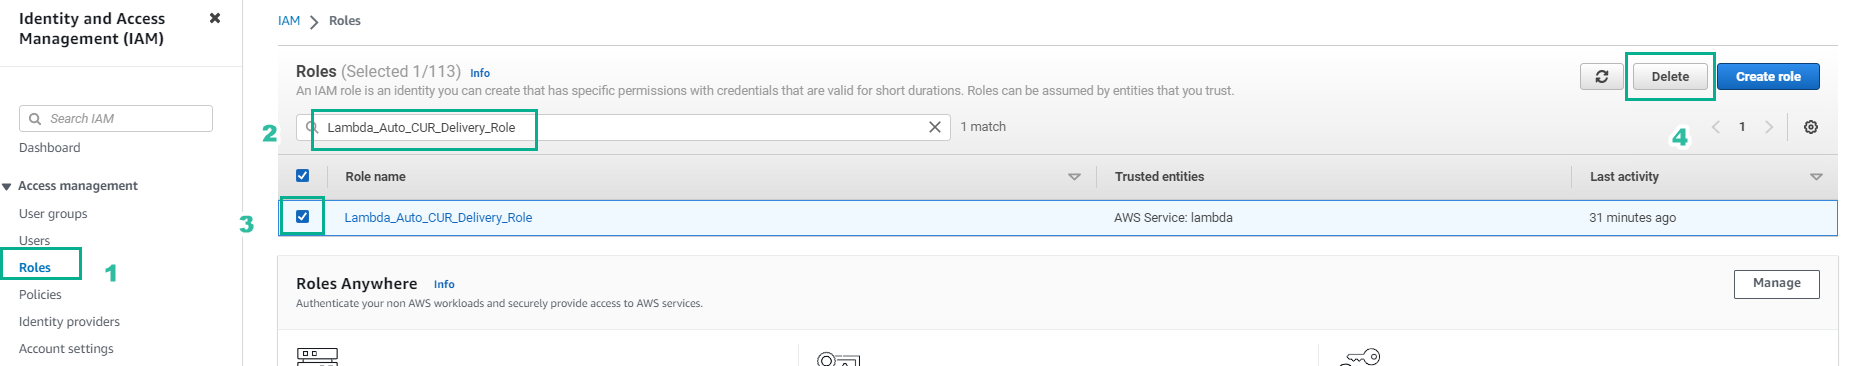 Identity and Access
Management (IAM)
Search IAM
Dashboard
Access management
User groups
Users
Roles
1
Policies
Identity providers
Account settings
IAM
Roles
Roles (Selected 1/113) Info
An IAM role is an identity you can create that has specific permissions with credentials that are valid for short durations. Roles can be assumed by entities that you trust.
Delete
Create role
2
Lambda_Auto_CUR_Delivery_Role
1 match
4
1
Role name
Trusted entities
Last activity
3
Lambda_Auto_CUR_Delivery_Role
AWS Service: lambda
31 minutes ago
Roles Anywhere Info
Authenticate your non AWS workloads and securely provide access to AWS services.
Manage